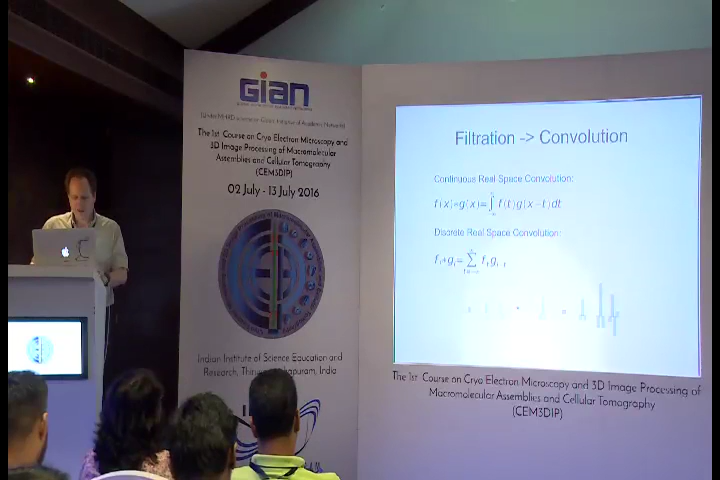 GIAN
The 1st Course on Cryo Electron Microscopy and
3D Image Processing of Macromolecular
Assemblies and Cellular Tomography
(CEM3DIP)
02 July - 13 July 2016
Indian Institute of Science Education and
Research, India
Filtration -> Convolution
Continuous Real Space Convolution:
f(x)∘g(x)=∫f(t)g(x-t)dt
Discrete Real Space Convolution:
The 1st Course on Cryo Electron Microscopy and 3D Image Processing of
Macromolecular Assemblies and Cellular Tomography
(CEM3DIP)